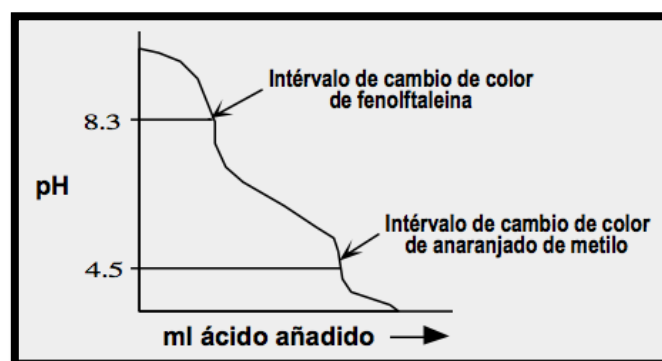 Intérvalo de cambio de color
de fenolftaleina
8.3
pH
Intérvalo de cambio de color
de anaranjado de metilo
4.5
ml ácido añadido